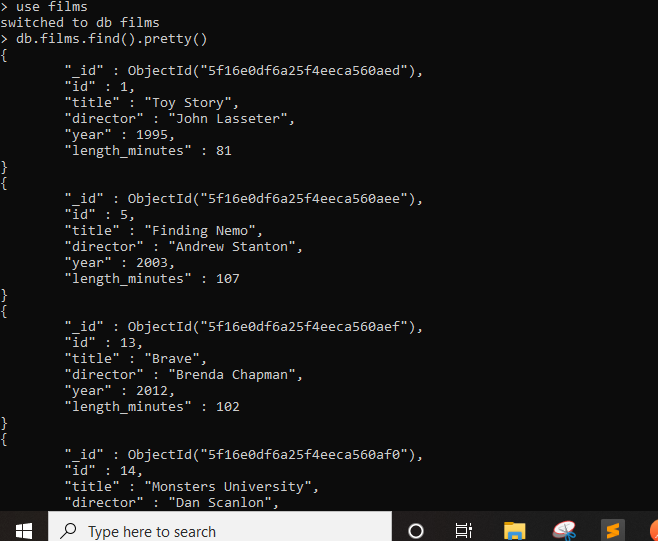 > use films
switched to db films
> db.films.find().pretty()
{
"_id" : ObjectId("5f16e0df6a25f4eeca560aed"),
"id" : 1,
"title" : "Toy Story",
"director" : "John Lasseter",
"year" : 1995,
"length_minutes" : 81
}
{
"_id" : ObjectId("5f16e0df6a25f4eeca560aee"),
"id" : 5,
"title" : "Finding Nemo",
"director" : "Andrew Stanton",
"year" : 2003,
"length_minutes" : 107
}
{
"_id" : ObjectId("5f16e0df6a25f4eeca560aef"),
"id" : 13,
"title" : "Brave",
"director" : "Brenda Chapman",
"year" : 2012,
"length_minutes" : 102
}
{
"_id" : ObjectId("5f16e0df6a25f4eeca560af0"),
"id" : 14,
"title" : "Monsters University",
"director" : "Dan Scanlon",
Type here to search